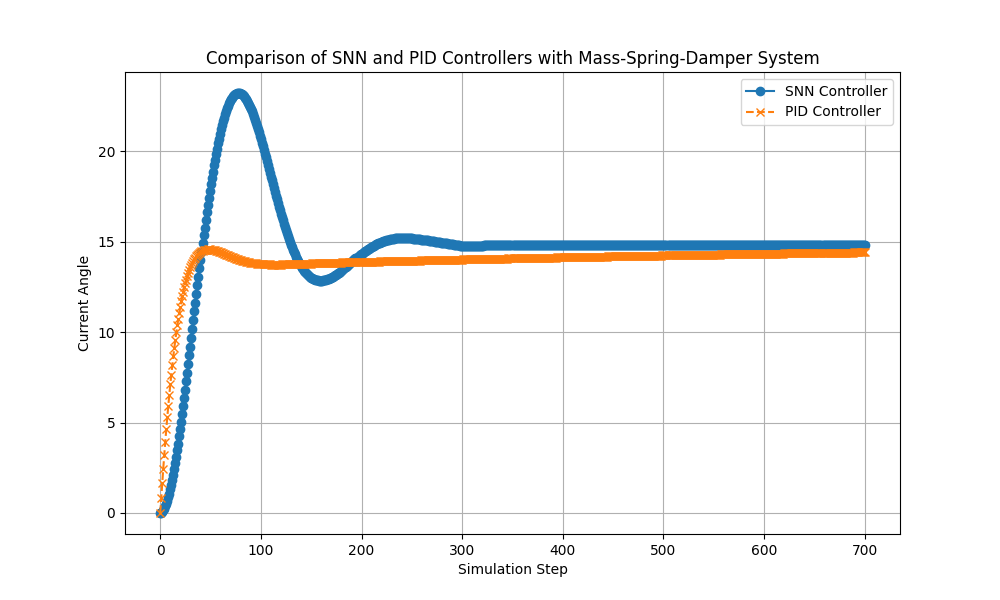 Comparison of SNN and PID Controllers with Mass-Spring-Damper System
SNN Controller
PID Controller
Current Angle
20
15
10
5
0
0 100 200 300 400 500 600 700
Simulation Step